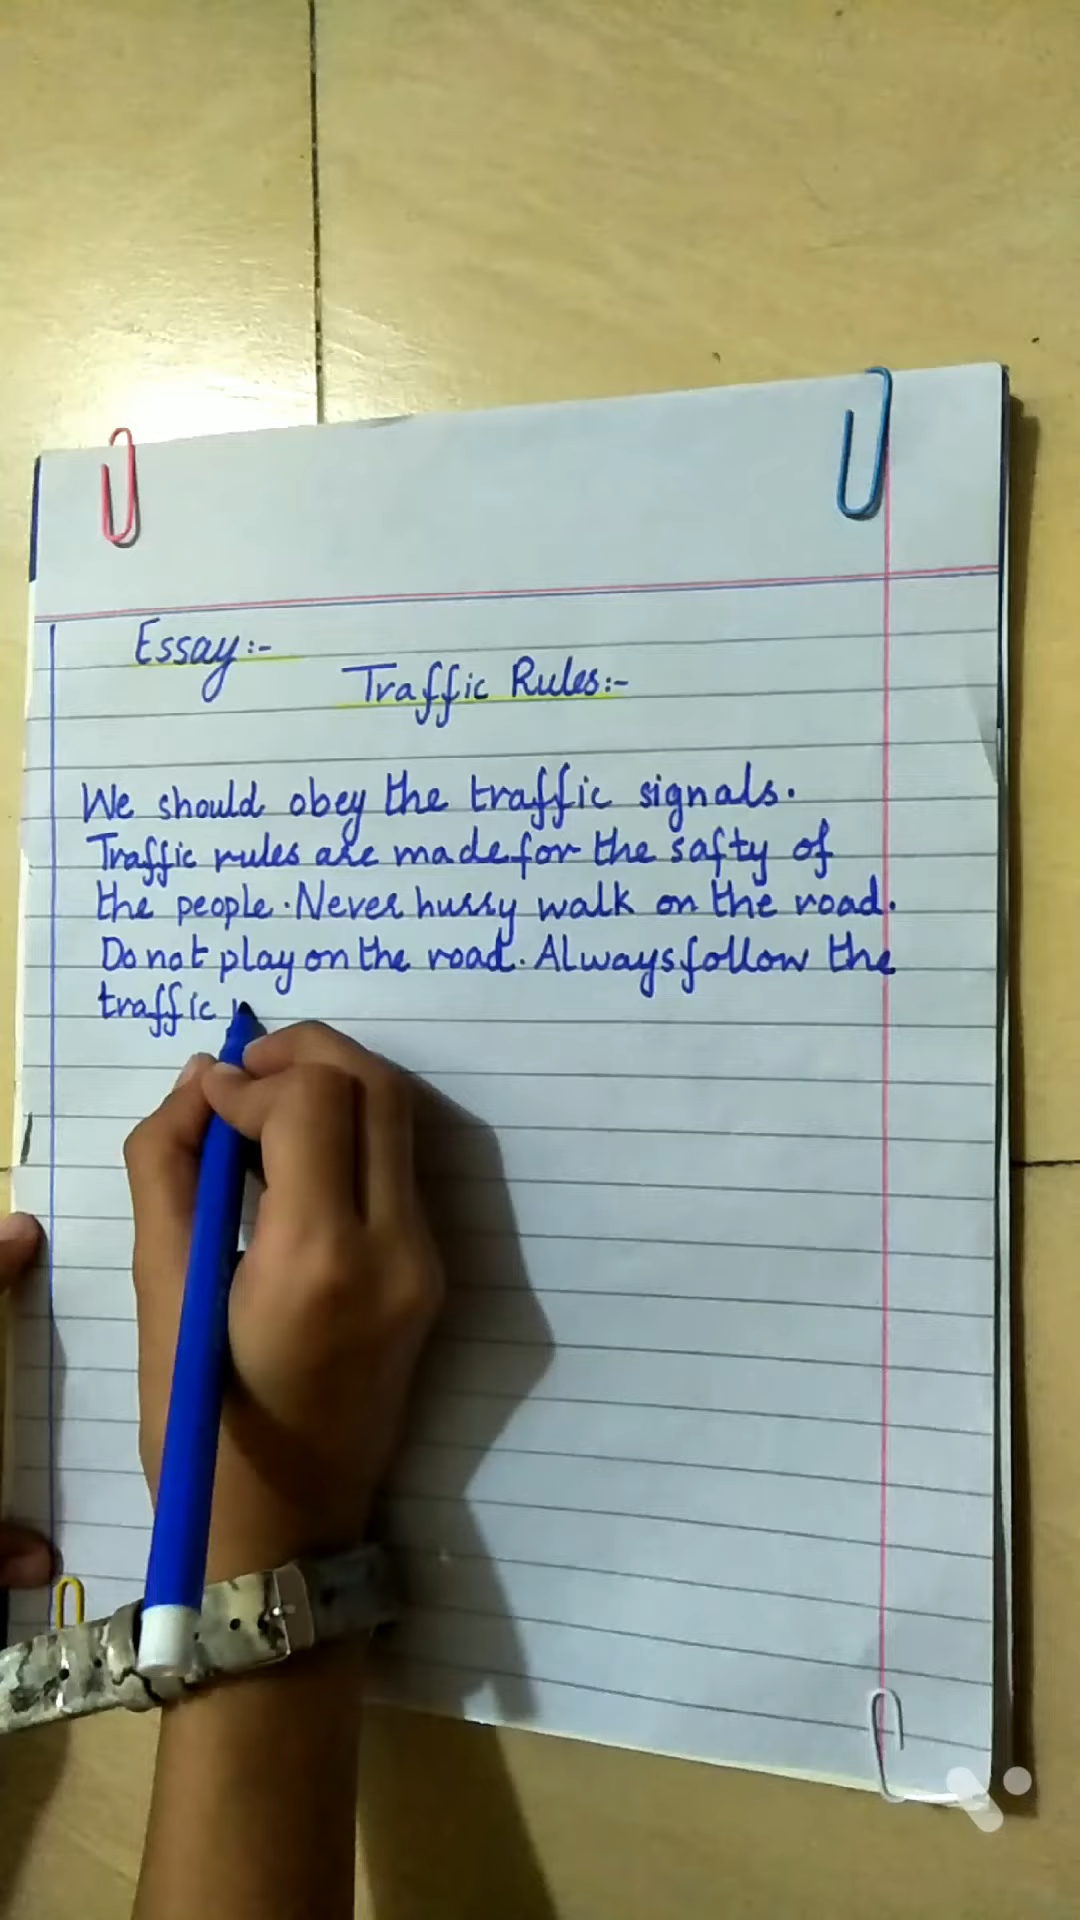 Essay:-
Traffic Rules:-
We should obey the traffic signals.
Traffic rules are made for the safty of
the people. Never hurry walk on the road.
Do not play on the road. Always follow the
traffic